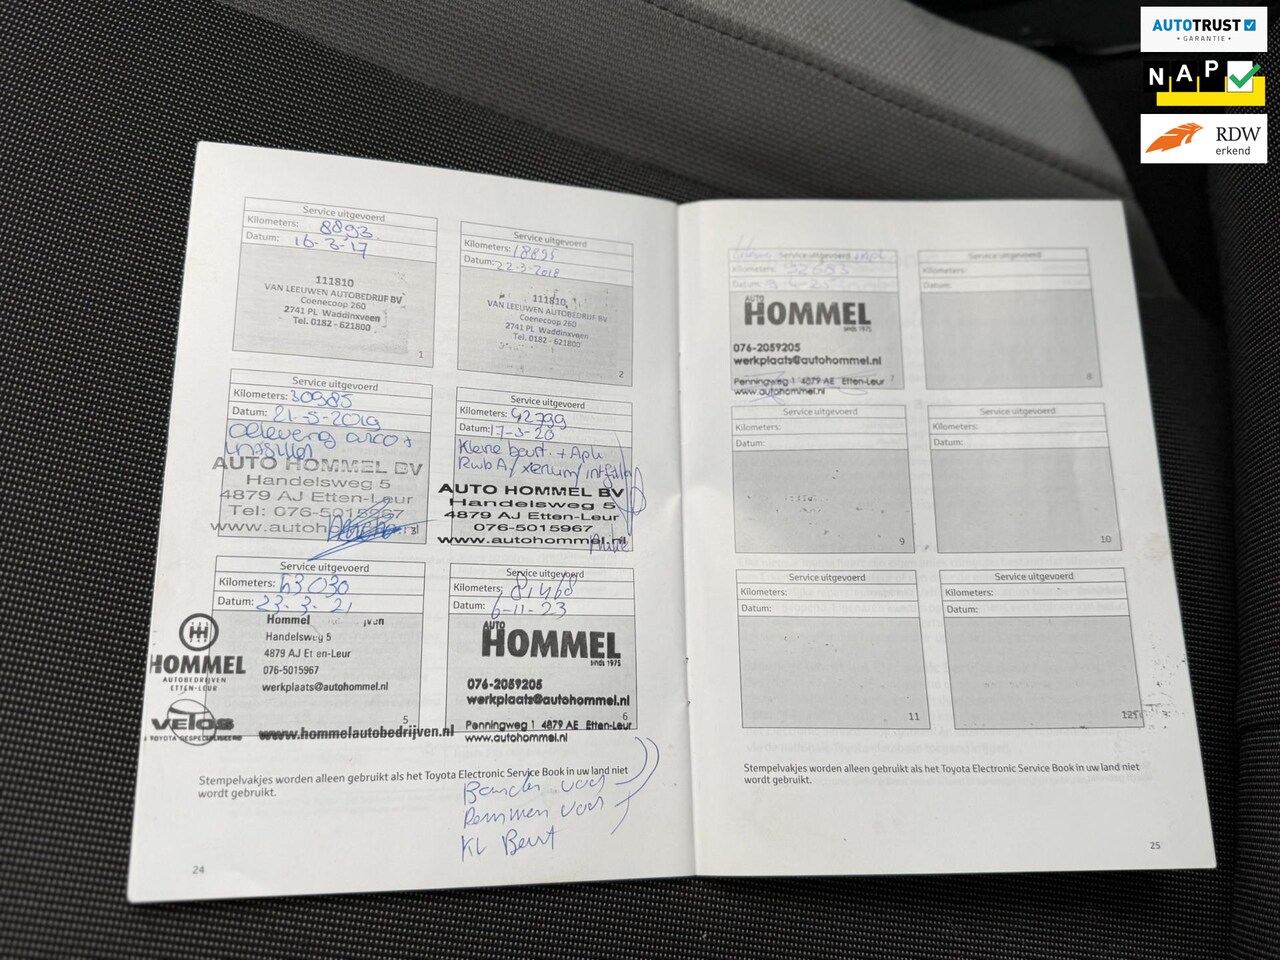 AUTOTRUST
• GARANTIE •
NAP
RDW
erkend
Service uitgevoerd
Kilometers: 8893
Datum: 16-3-17
111810
VAN LEEUWEN AUTOBEDRIJF BV
Coenecoop 260
2741 PL Waddinxveen
Tel. 0182 - 621800
1
Service uitgevoerd
Kilometers: 18895
Datum: 22-3-2018
111810
VAN LEEUWEN AUTOBEDRIJF BV
Coenecoop 260
2741 PL Waddinxveen
Tel. 0182 - 621800
2
Service uitgevoerd
Kilometers: 30985
Datum: 21-5-2019
AUTO HOMMEL BV
Handelsweg 5
4879 AJ Etten-Leur
Tel: 076-5015967
www.autoh
3
Service uitgevoerd
Kilometers: 42799
Datum: 17-3-20
Kleine beurt + Apk
AUTO HOMMEL BV
Handelsweg 5
4879 AJ Etten-Leur
076-5015967
www.autohommel.nl
Service uitgevoerd
Kilometers: 53030
Datum: 23-3-21
Hommel
Handelsweg 5
4879 AJ Et en-Leur
076-5015967
werkplaats@autohommel.nl
HOMMEL
AUTOBEDRIJVEN
ETTEN-LEUR
5
VELOS
TOYOTA GESPECIALISEERD
www.hommelautobedrijven.nl
Service uitgevoerd
Kilometers: 81468
Datum: 6-11-23
AUTO
HOMMEL
sinds 1975
076-2059205
werkplaats@autohommel.nl
6
Penningweg 1 4879 AE Etten-Leur
www.autohommel.nl
Stempelvakjes worden alleen gebruikt als het Toyota Electronic Service Book in uw land niet
wordt gebruikt.
Banden voor
Remmen voor
KL Beurt
24
Service uitgevoerd
Kilometers:
Datum:
AUTO
HOMMEL
sinds 1975
076-2059205
werkplaats@autohommel.nl
7
Penningweg 1 4879 AE Etten-Leur
www.autohommel.nl
Service uitgevoerd
Kilometers:
Datum:
8
Service uitgevoerd
Kilometers:
Datum:
9
Service uitgevoerd
Kilometers:
Datum:
10
Service uitgevoerd
Kilometers:
Datum:
11
Service uitgevoerd
Kilometers:
Datum:
Stempelvakjes worden alleen gebruikt als het Toyota Electronic Service Book in uw land niet
wordt gebruikt.
25